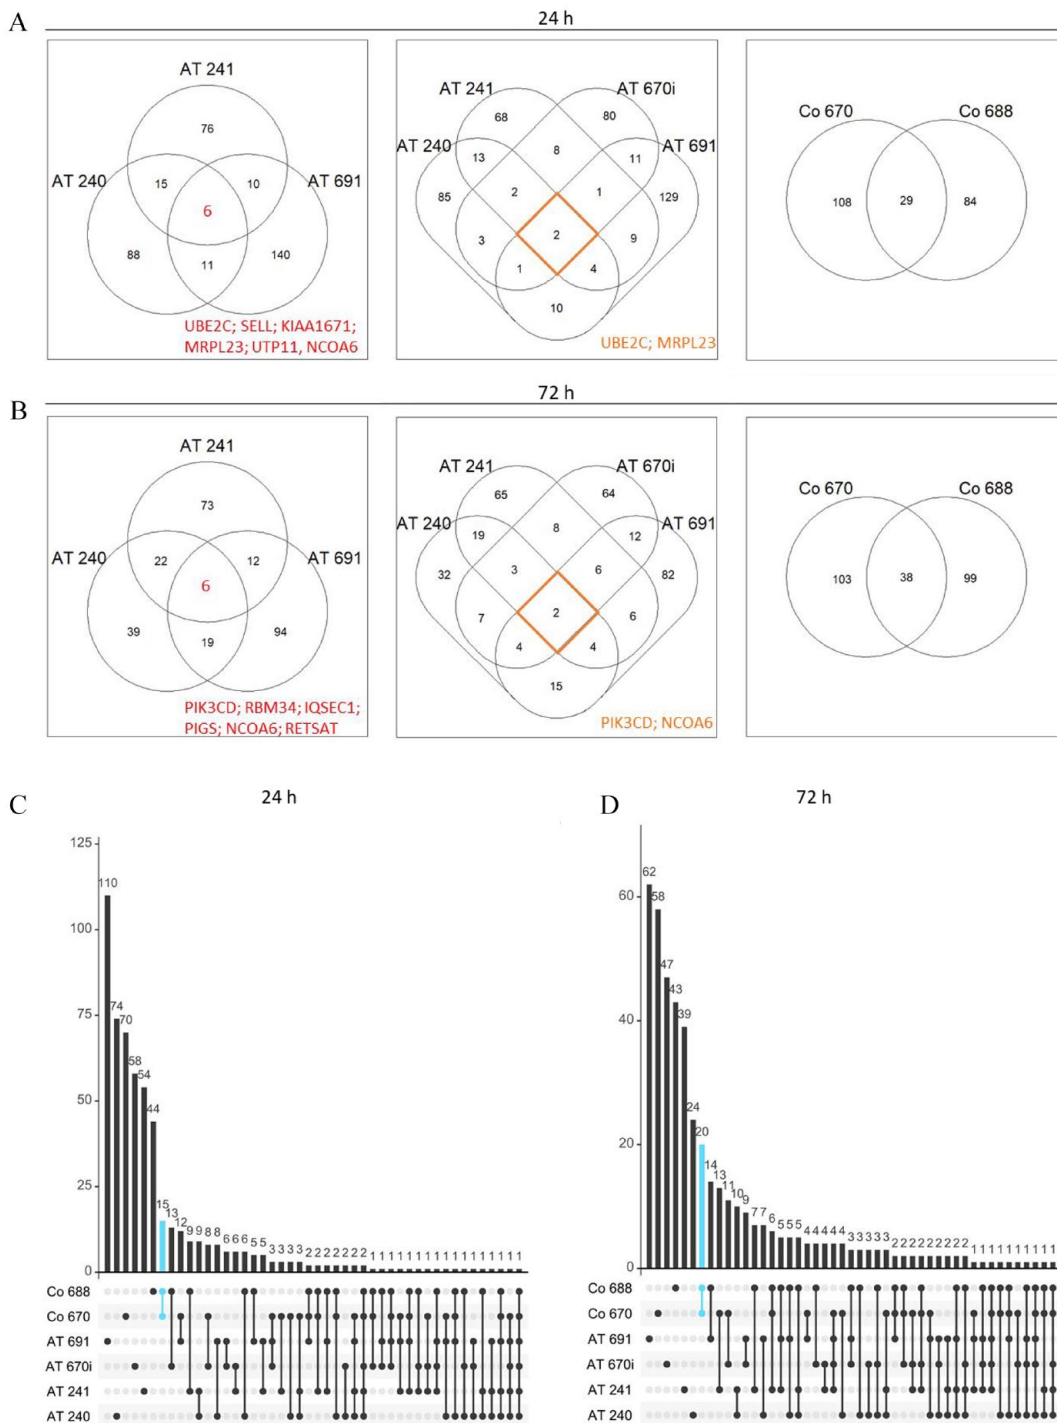 A
24 h
AT 241
76
AT 240
15
10
AT 691
6
88
11
140
UBE2C; SELL; KIAA1671;
MRPL23; UTP11, NCOA6
AT 241
AT 670i
68
80
AT 240
13
8
11
AT 691
85
2
1
129
3
2
9
1
4
10
UBE2C; MRPL23
Co 670
Co 688
108
29
84
B
72 h
AT 241
73
AT 240
22
12
AT 691
6
39
19
94
PIK3CD; RBM34; IQSEC1;
PIGS; NCOA6; RETSAT
AT 241
AT 670i
65
64
AT 240
19
8
12
AT 691
32
3
6
82
7
2
6
4
4
15
PIK3CD; NCOA6
Co 670
Co 688
103
38
99
C
24 h
125
100
75
50
25
0
110
74
70
58
54
44
15
13
12
9 9 8 8 6 6 6 5 5 3 3 3 3 2 2 2 2 2 2 2 1 1 1 1 1 1 1 1 1 1 1 1 1 1 1 1 1
Co 688
Co 670
AT 691
AT 670i
AT 241
AT 240
D
72 h
60
40
20
0
62
58
47
43
39
24
20
14
13
11
10
9
7 7 6 5 5 5 4 4 4 4 4 3 3 3 3 3 2 2 2 2 2 2 2 2 2 1 1 1 1 1 1 1 1 1 1
Co 688
Co 670
AT 691
AT 670i
AT 241
AT 240